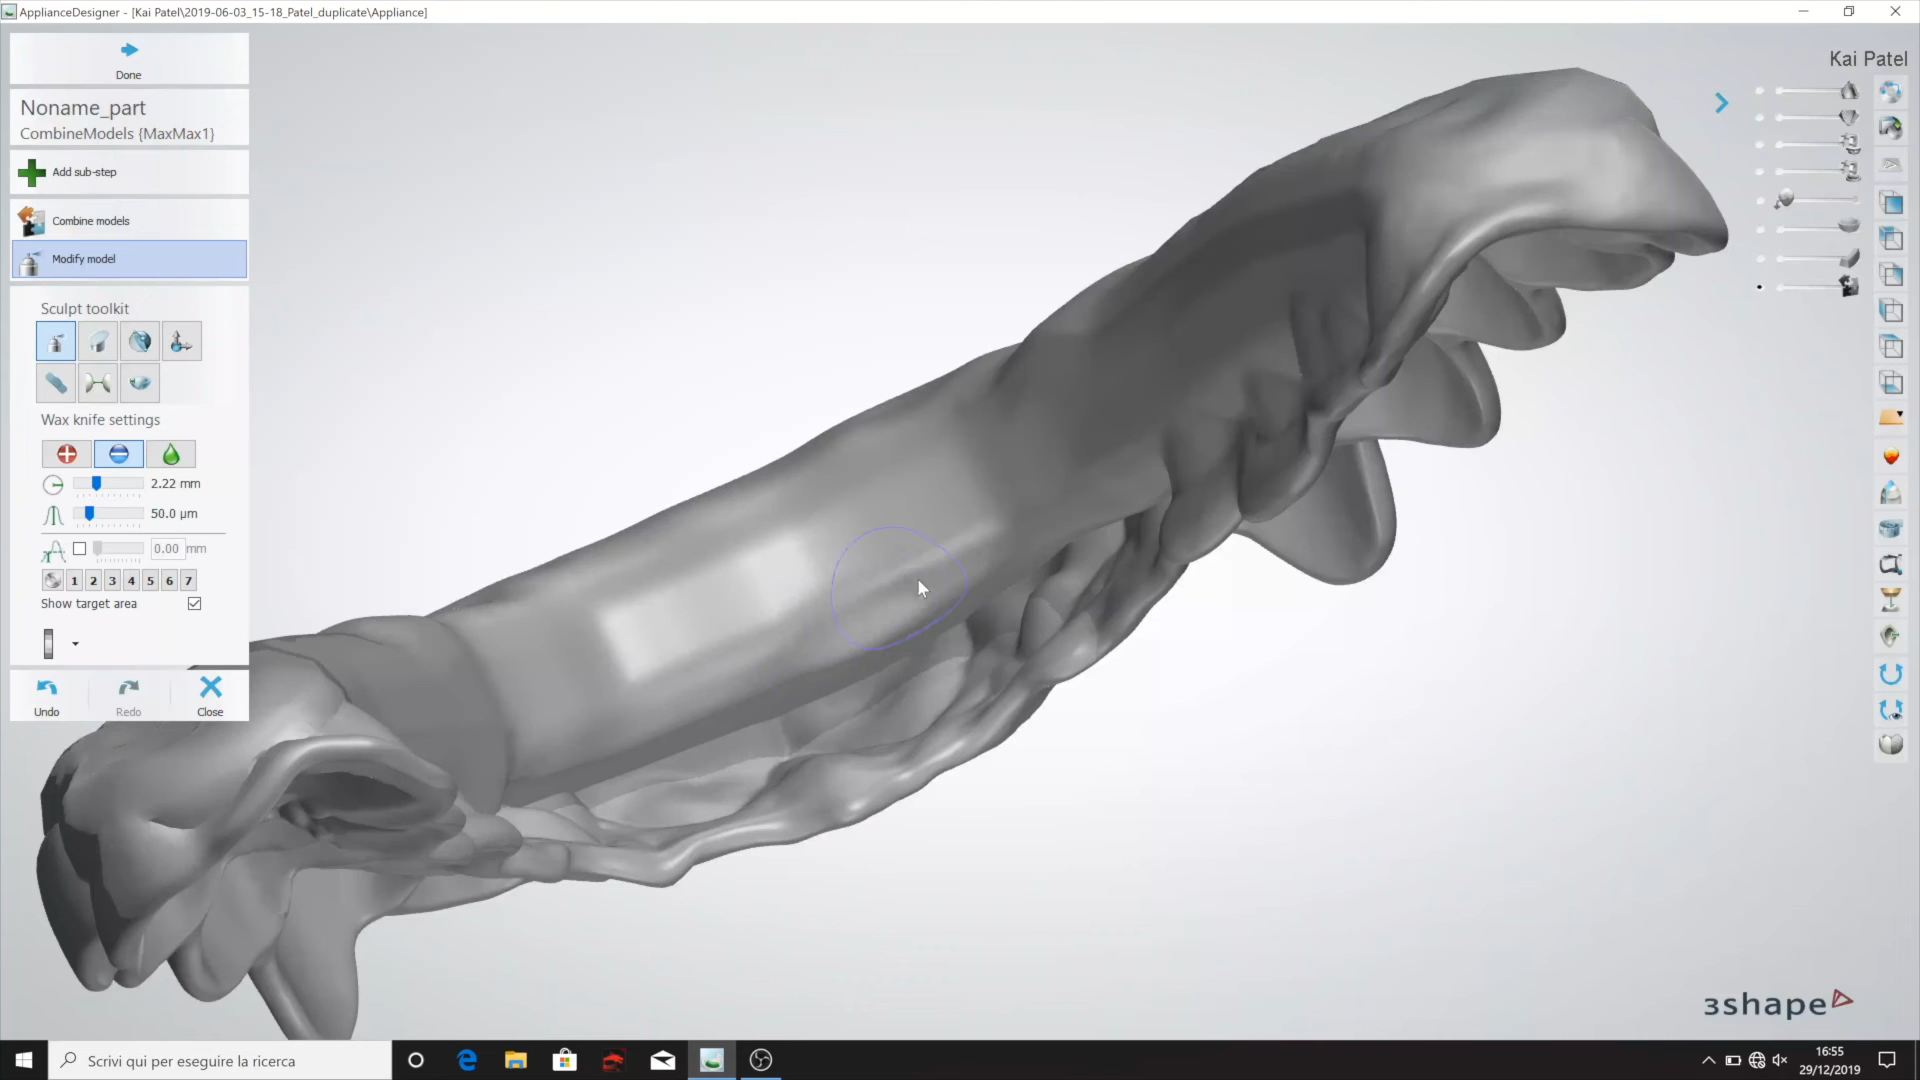 ApplianceDesigner - [Kai Patel\2019-06-03_15-18_Patel_duplicate\Appliance]
Done
Noname_part
CombineModels {MaxMax1}
Add sub-step
Combine models
Modify model
Sculpt toolkit
Wax knife settings
2.22 mm
50.0 µm
0.00 mm
1 2 3 4 5 6 7
Show target area
Undo Redo Close
Kai Patel
3shape
Scrivi qui per eseguire la ricerca
16:55
29/12/2019